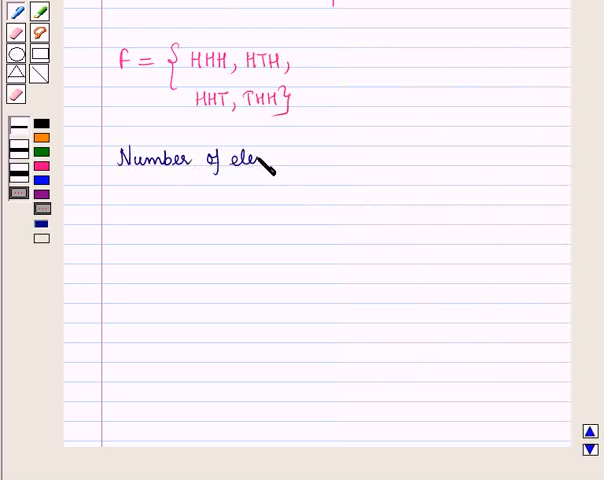 F = { HHH, HTH,
HHT, THH}
Number of ele